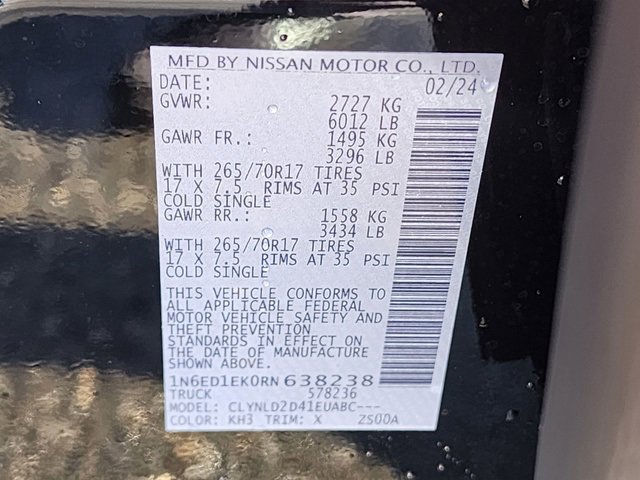 MFD BY NISSAN MOTOR CO., LTD.
DATE: 02/24
GVWR: 2727 KG
6012 LB
GAWR FR.: 1495 KG
3296 LB
WITH 265/70R17 TIRES
17 X 7.5 RIMS AT 35 PSI
COLD SINGLE
GAWR RR.: 1558 KG
3434 LB
WITH 265/70R17 TIRES
17 X 7.5 RIMS AT 35 PSI
COLD SINGLE
THIS VEHICLE CONFORMS TO
ALL APPLICABLE FEDERAL
MOTOR VEHICLE SAFETY AND
THEFT PREVENTION
STANDARDS IN EFFECT ON
THE DATE OF MANUFACTURE
SHOWN ABOVE.
1N6ED1EK0RN638238
TRUCK 578236
MODEL: CLYNLD2D41EUABC---
COLOR: KH3 TRIM: X ZS00A